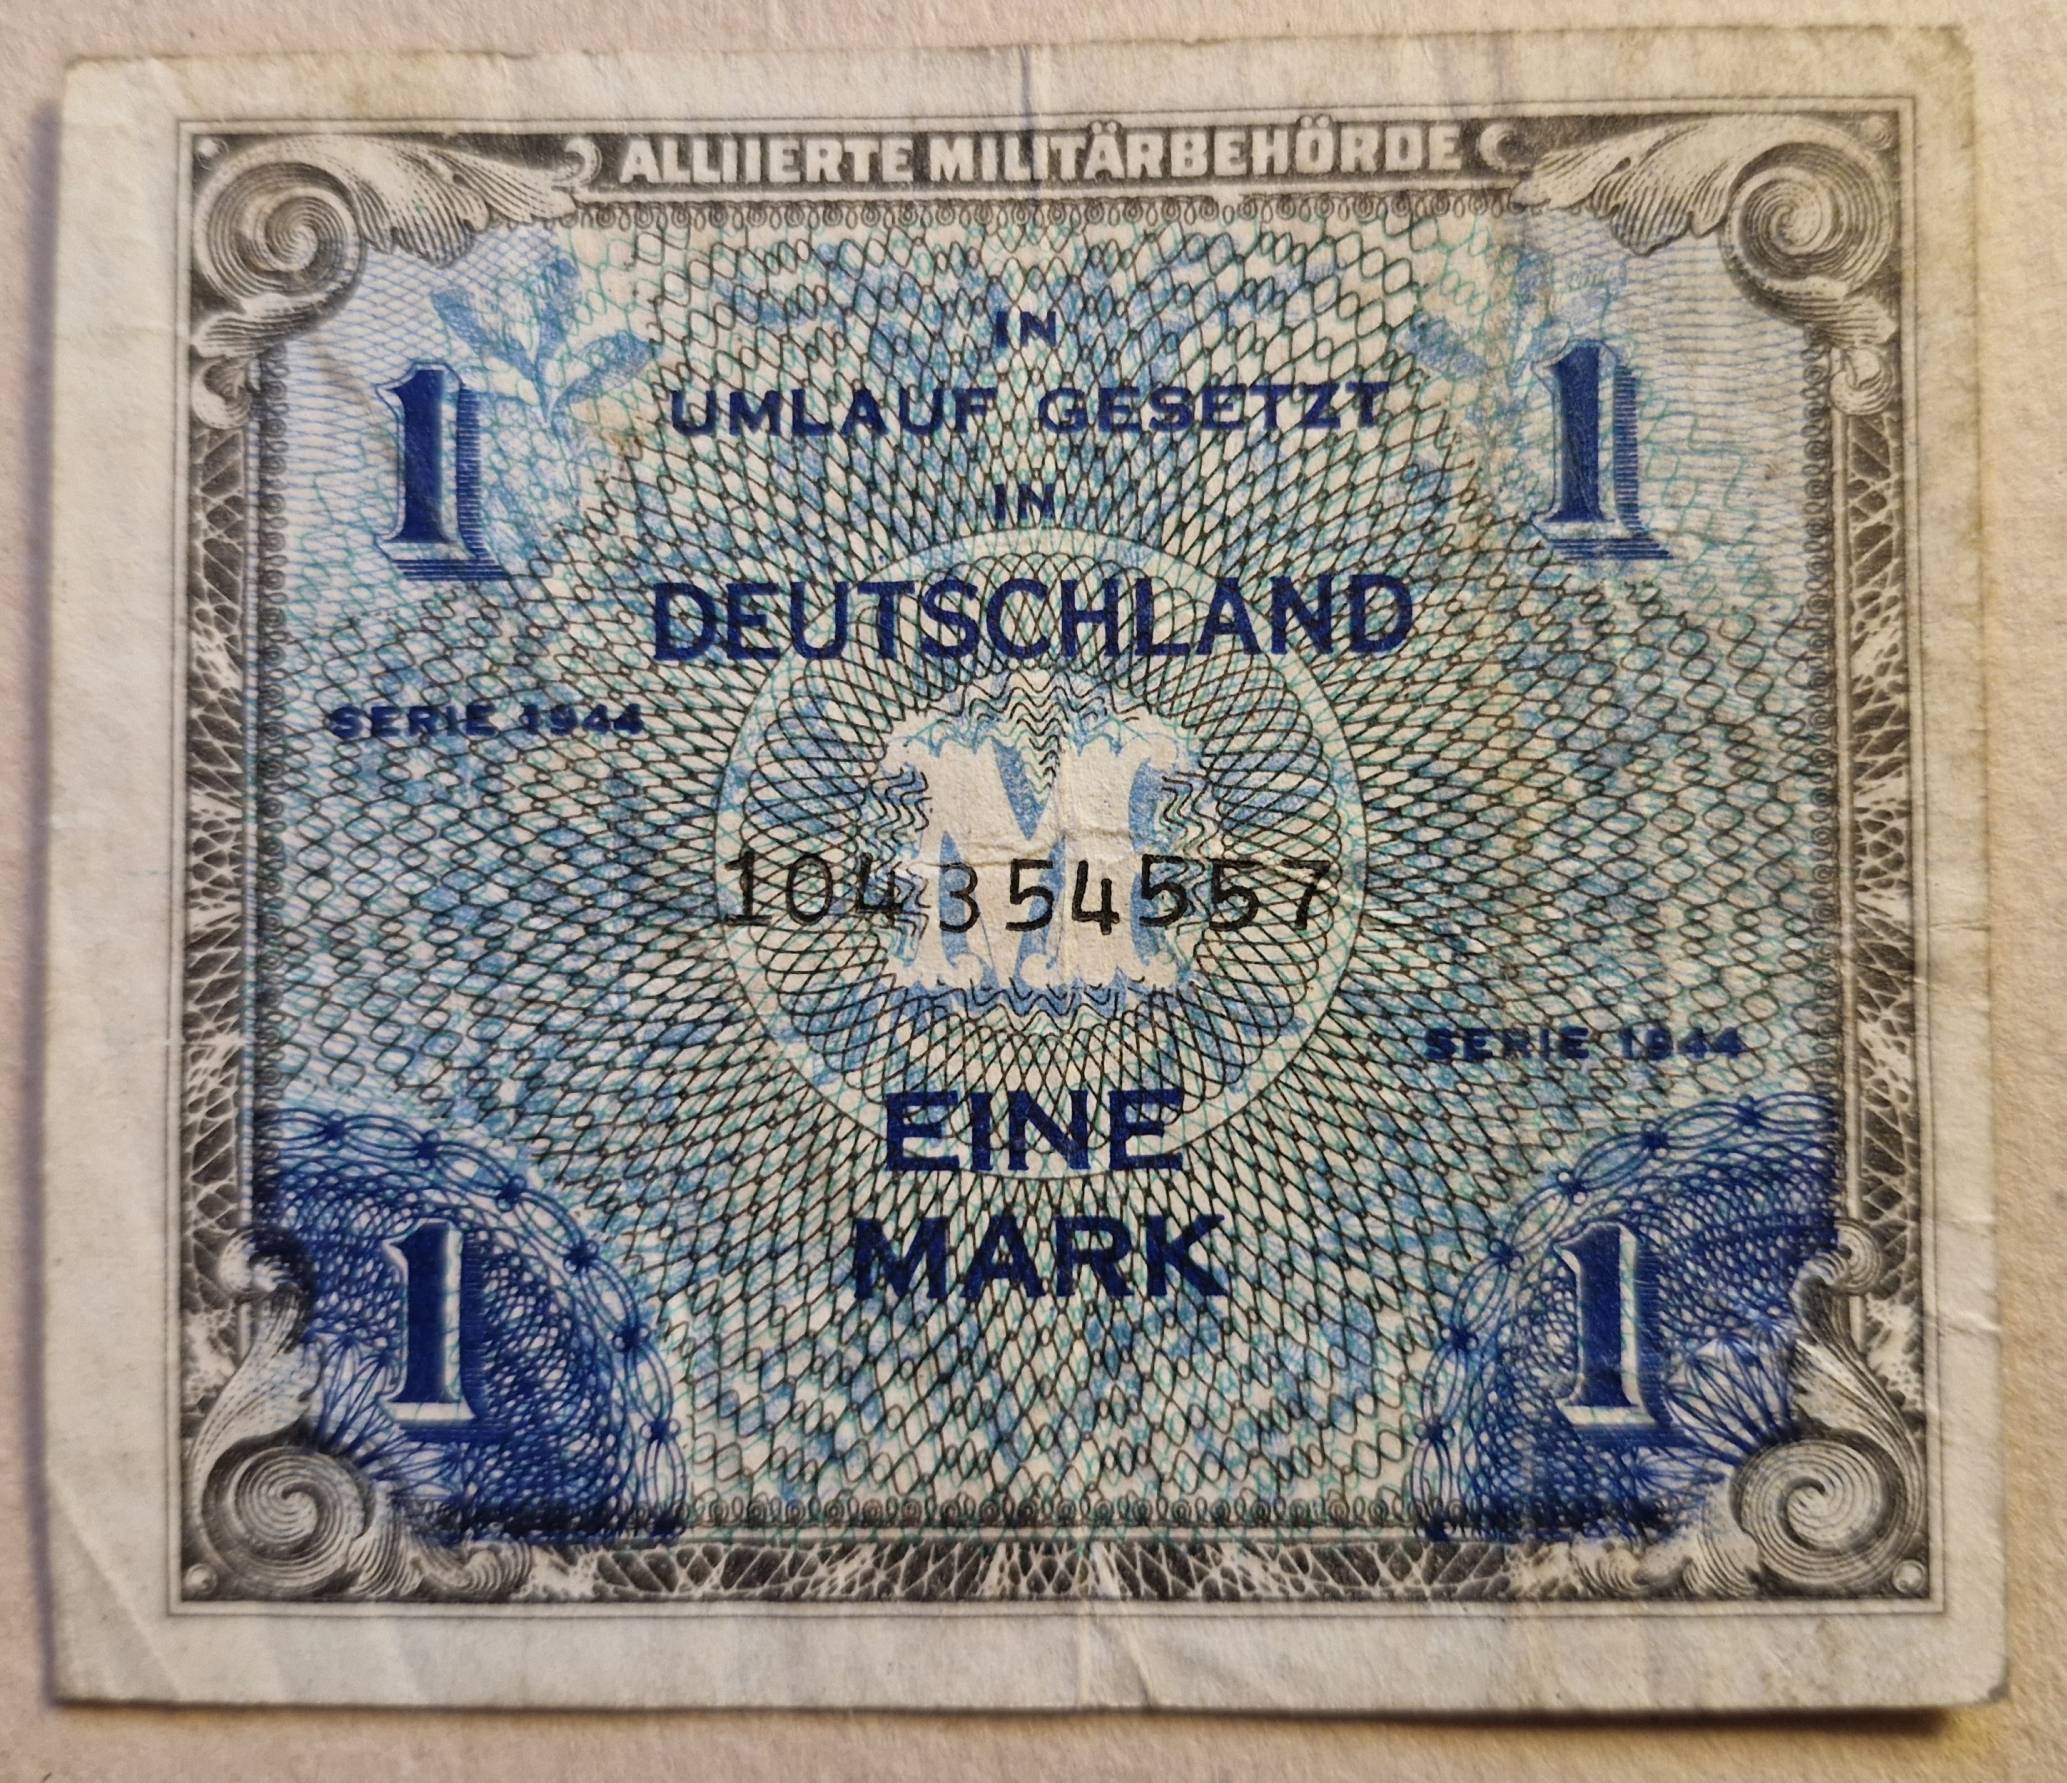 ALLIIERTE MILITÄRBEHÖRDE
IN
1 UMLAUF GESETZT 1
IN
DEUTSCHLAND
SERIE 1944
M
104354557
SERIE 1944
EINE
MARK
1 1